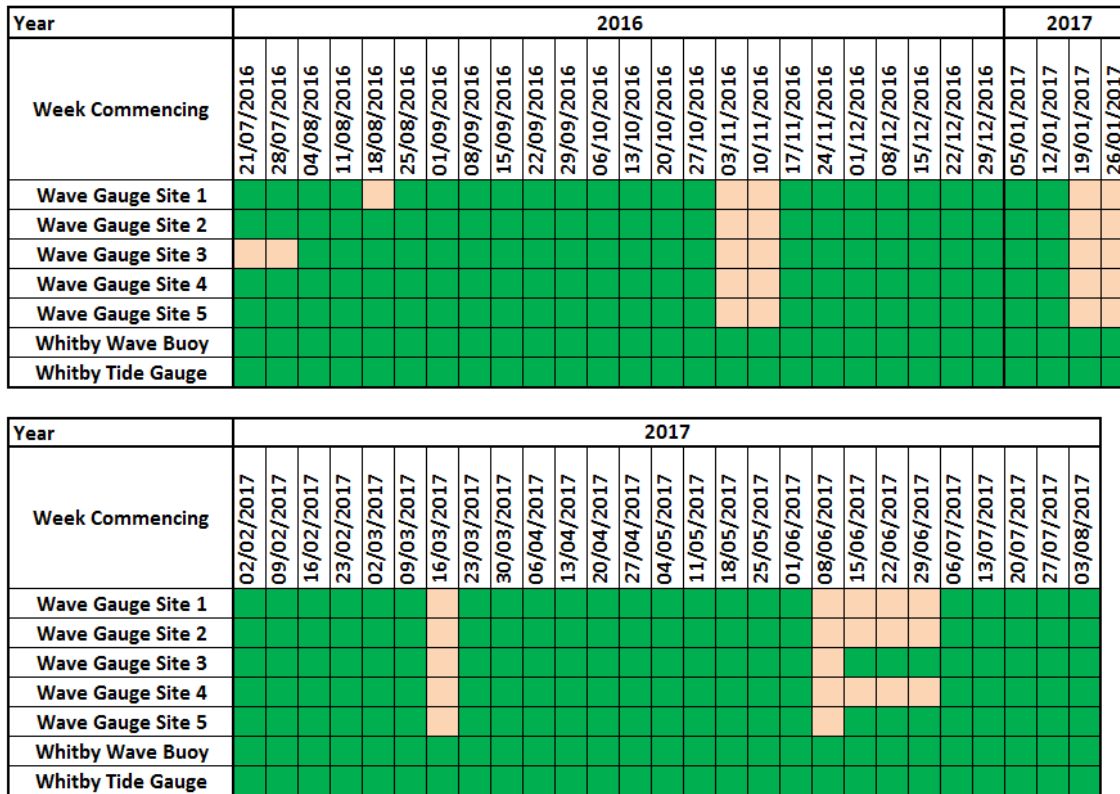 Year 2016 2017
Week Commencing 21/07/2016 28/07/2016 04/08/2016 11/08/2016 18/08/2016 25/08/2016 01/09/2016 08/09/2016 15/09/2016 22/09/2016 29/09/2016 06/10/2016 13/10/2016 20/10/2016 27/10/2016 03/11/2016 10/11/2016 17/11/2016 24/11/2016 01/12/2016 08/12/2016 15/12/2016 22/12/2016 29/12/2016 05/01/2017 12/01/2017 19/01/2017 26/01/2017
Wave Gauge Site 1
Wave Gauge Site 2
Wave Gauge Site 3
Wave Gauge Site 4
Wave Gauge Site 5
Whitby Wave Buoy
Whitby Tide Gauge
Year 2017
Week Commencing 02/02/2017 09/02/2017 16/02/2017 23/02/2017 02/03/2017 09/03/2017 16/03/2017 23/03/2017 30/03/2017 06/04/2017 13/04/2017 20/04/2017 27/04/2017 04/05/2017 11/05/2017 18/05/2017 25/05/2017 01/06/2017 08/06/2017 15/06/2017 22/06/2017 29/06/2017 06/07/2017 13/07/2017 20/07/2017 27/07/2017 03/08/2017
Wave Gauge Site 1
Wave Gauge Site 2
Wave Gauge Site 3
Wave Gauge Site 4
Wave Gauge Site 5
Whitby Wave Buoy
Whitby Tide Gauge